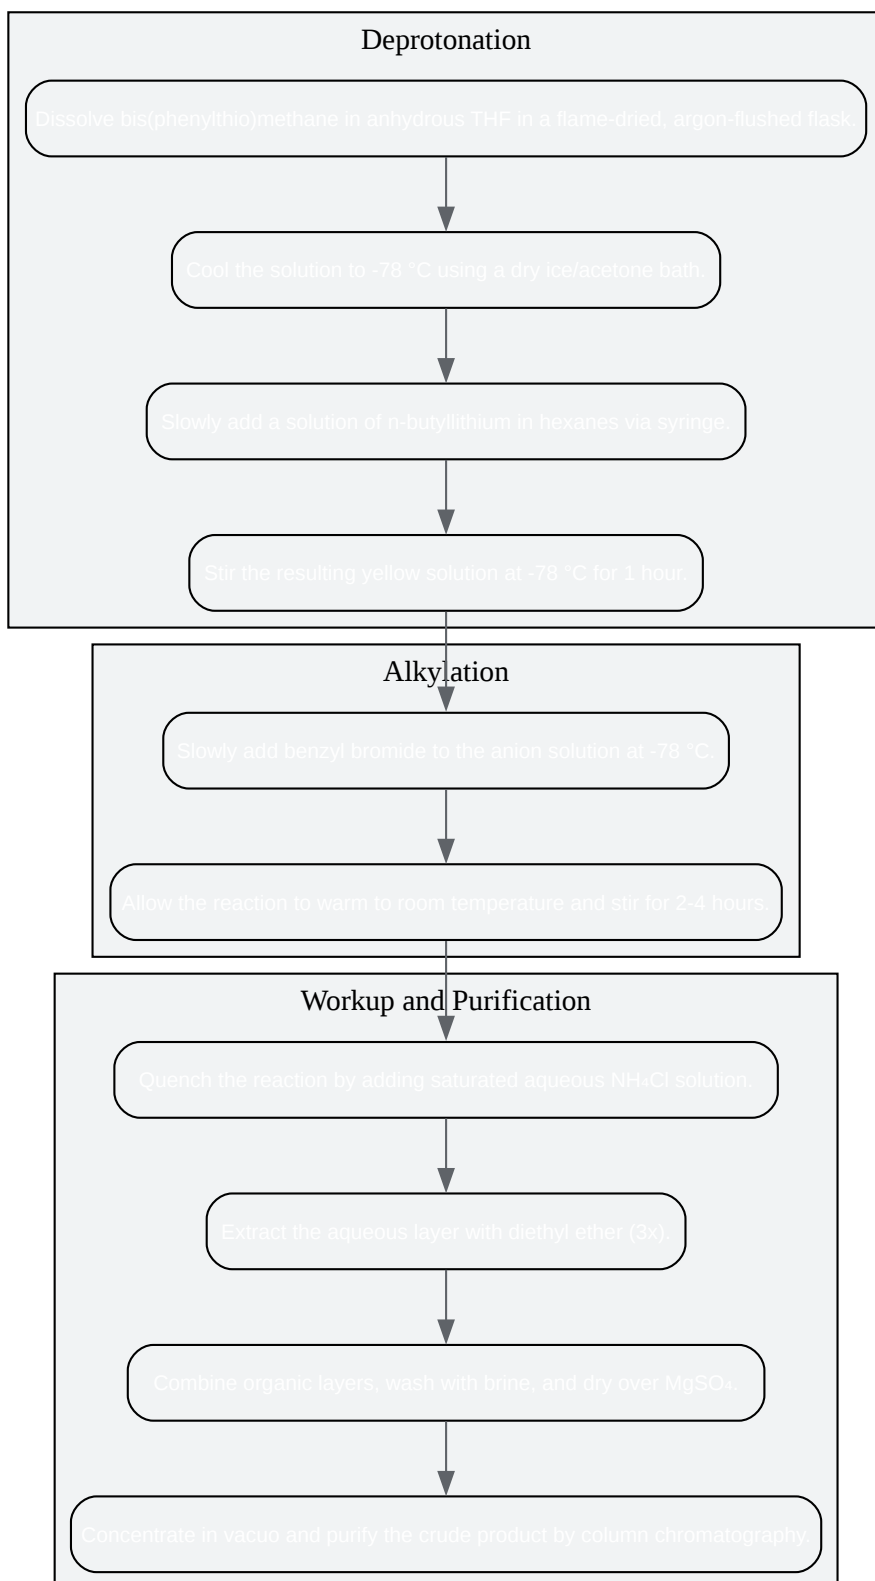 Deprotonation
Dissolve bis(phenylthio)methane in anhydrous THF in a flame-dried, argon-flushed flask.
Cool the solution to -78 °C using a dry ice/acetone bath.
Slowly add a solution of n-butyllithium in hexanes via syringe.
Stir the resulting yellow solution at -78 °C for 1 hour.
Alkylation
Slowly add benzyl bromide to the anion solution at -78 °C.
Allow the reaction to warm to room temperature and stir for 2-4 hours.
Workup and Purification
Quench the reaction by adding saturated aqueous NH₄Cl solution.
Extract the aqueous layer with diethyl ether (3x).
Combine organic layers, wash with brine, and dry over MgSO₄.
Concentrate in vacuo and purify the crude product by column chromatography.